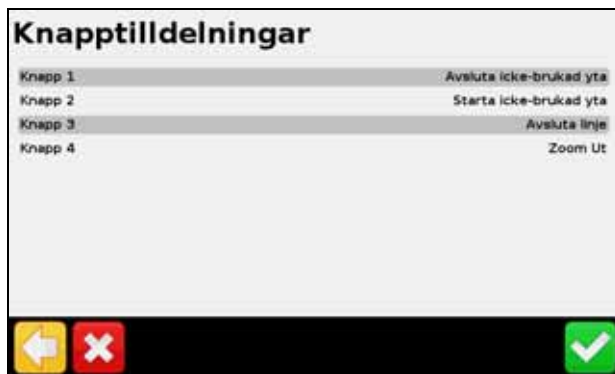 Knapptilldelningar
Knapp 1 Avsluta icke-brukad yta
Knapp 2 Starta icke-brukad yta
Knapp 3 Avsluta linje
Knapp 4 Zoom Ut